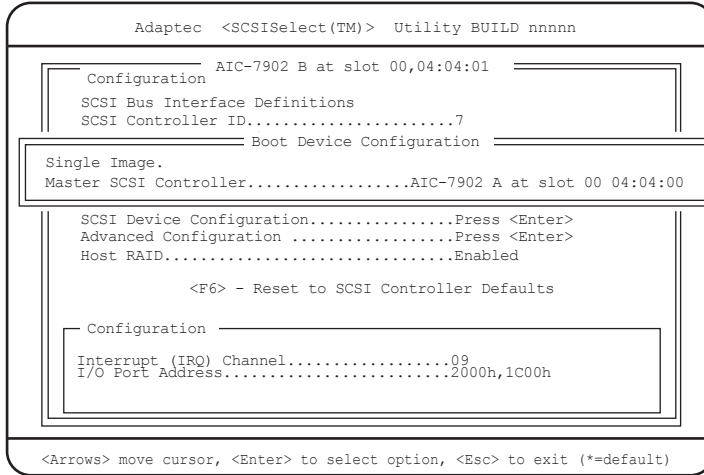 Adaptec <SCSISelect(TM)> Utility BUILD nnnnn
AIC-7902 B at slot 00,04:04:01
Configuration
SCSI Bus Interface Definitions
SCSI Controller ID.......................7
Boot Device Configuration
Single Image.
Master SCSI Controller..................AIC-7902 A at slot 00 04:04:00
SCSI Device Configuration................Press <Enter>
Advanced Configuration ..................Press <Enter>
Host RAID................................Enabled
<F6> - Reset to SCSI Controller Defaults
Configuration
Interrupt (IRQ) Channel..................09
I/O Port Address.........................2000h,1C00h
<Arrows> move cursor, <Enter> to select option, <Esc> to exit (*=default)